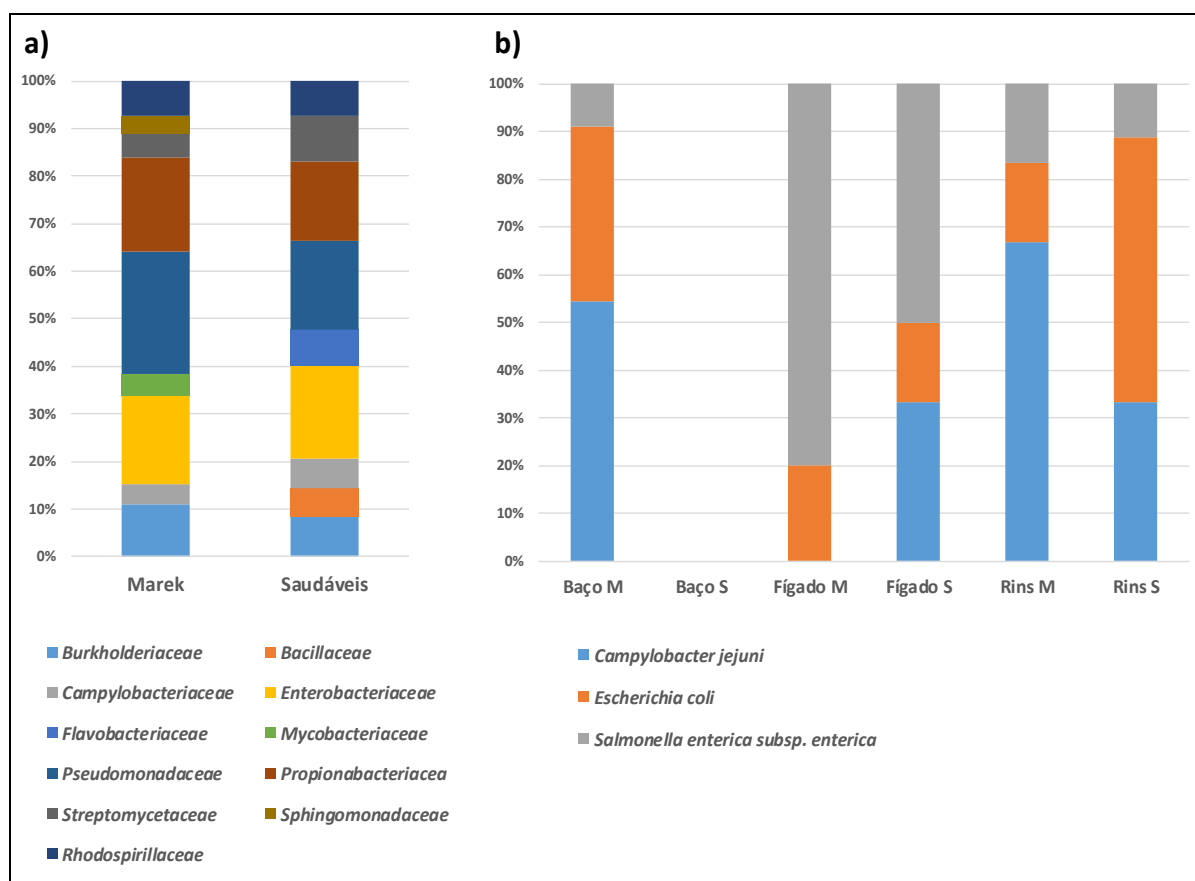 a)
100%
90%
80%
70%
60%
50%
40%
30%
20%
10%
0%
Marek Saudáveis
Burkholderiaceae Bacillaceae
Campylobacteriaceae Enterobacteriaceae
Flavobacteriaceae Mycobacteriaceae
Pseudomonadaceae Propionabacteriacea
Streptomycetaceae Sphingomonadaceae
Rhodospirillaceae
b)
100%
90%
80%
70%
60%
50%
40%
30%
20%
10%
0%
Baço M Baço S Fígado M Fígado S Rins M Rins S
Campylobacter jejuni
Escherichia coli
Salmonella enterica subsp. enterica